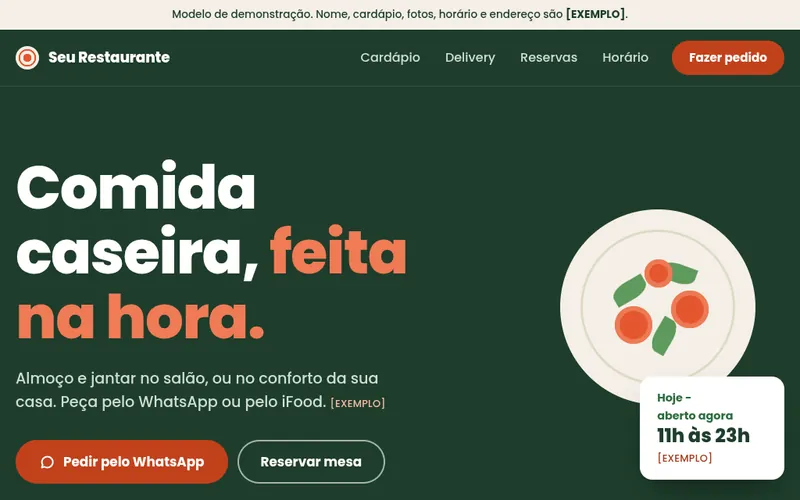 Modelo de demonstração. Nome, cardápio, fotos, horário e endereço são [EXEMPLO].
Seu Restaurante
Cardápio
Delivery
Reservas
Horário
Fazer pedido
Comida
caseira, feita
na hora.
Almoço e jantar no salão, ou no conforto da sua
casa. Peça pelo WhatsApp ou pelo iFood. [EXEMPLO]
Pedir pelo WhatsApp
Reservar mesa
Hoje -
aberto agora
11h às 23h
[EXEMPLO]